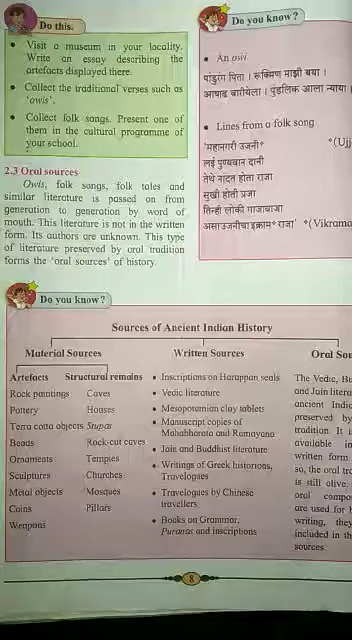 Do this.
• Visit a museum in your locality.
Write an essay describing the
artefacts displayed there.
• Collect the traditional verses such as
'owis'.
• Collect folk songs. Present one of
them in the cultural programme of
your school.
2.3 Oral sources
Owis, folk songs, folk tales and
similar literature is passed on from
generation to generation by word of
mouth. This literature is not in the written
form. Its authors are unknown. This type
of literature preserved by oral tradition
forms the 'oral sources' of history.
Do you know?
• An owi
पांडुरंग पिता । रूक्मिण माझी बया ।
आषाढ वारीयेला । पुंडलिक आला न्याया ।
• Lines from a folk song
'महानगरी उजनी* *(Ujj
लई पुण्यवान दानी
तेथे नांदत होता राजा
सुखी होती प्रजा
तिन्ही लोकी गाजावाजा
असा उजनीचा इक्राम* राजा' *(Vikrama
Do you know?
Sources of Ancient Indian History
Material Sources Written Sources Oral Sou
Artefacts Structural remains
Rock paintings Caves
Pottery Houses
Terra cotta objects Stupas
Beads Rock-cut caves
Ornaments Temples
Sculptures Churches
Metal objects Mosques
Coins Pillars
Weapons
• Inscriptions on Harappan seals
• Vedic literature
• Mesopotamian clay tablets
• Manuscript copies of
Mahabharata and Ramayana
• Jain and Buddhist literature
• Writings of Greek historians,
Travelogues
• Travelogues by Chinese
travellers
• Books on Grammar,
Puranas and inscriptions
The Vedic, Bu
and Jain litera
ancient Indic
preserved by
tradition. It i
available in
written form.
so, the oral tra
is still alive.
oral compo
are used for h
writing, they
included in th
sources.
8